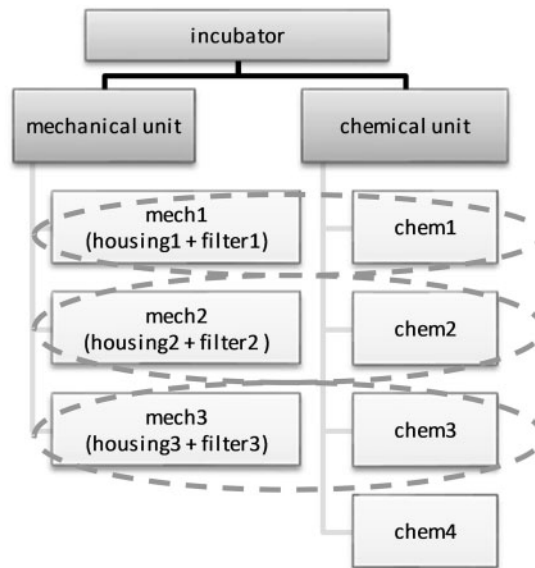 incubator
mechanical unit
chemical unit
mech1
(housing1 + filter1)
chem1
mech2
(housing2 + filter2 )
chem2
mech3
(housing3 + filter3)
chem3
chem4